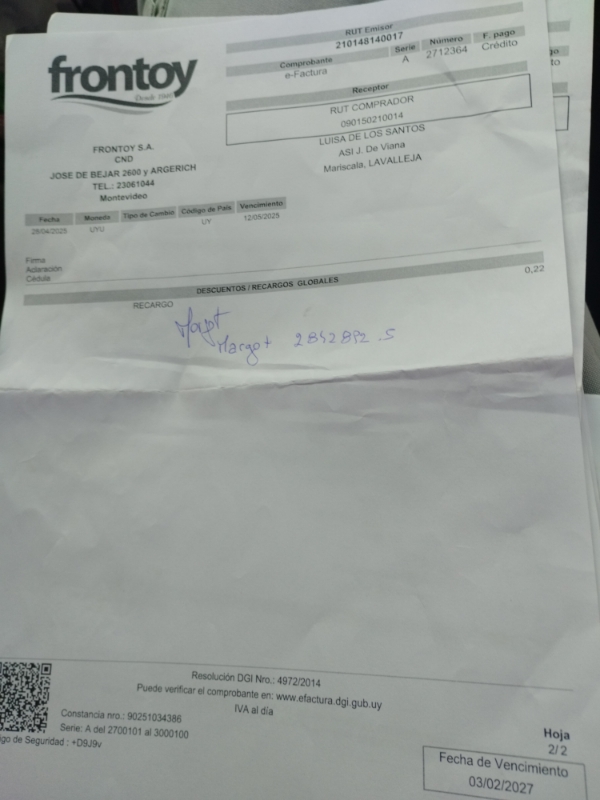 frontoy
Desde 1940
FRONTOY S.A.
CND
JOSE DE BEJAR 2600 y ARGERICH
TEL.: 23061044
Montevideo
RUT Emisor
210148140017
Comprobante Serie Número F. pago
e-Factura A 2712364 Crédito
Receptor
RUT COMPRADOR
090150210014
LUISA DE LOS SANTOS
ASI J. De Viana
Mariscala, LAVALLEJA
Fecha Moneda Tipo de Cambio Código de País Vencimiento
28/04/2025 UYU UY 12/05/2025
Firma
Aclaración
Cédula
DESCUENTOS / RECARGOS GLOBALES
RECARGO 0,22
Margot
Resolución DGI Nro.: 4972/2014
Puede verificar el comprobante en: www.efactura.dgi.gub.uy
IVA al día
Constancia nro.: 90251034386
Serie: A del 2700101 al 3000100
igo de Seguridad : +D9J9v
Hoja
2/2
Fecha de Vencimiento
03/02/2027